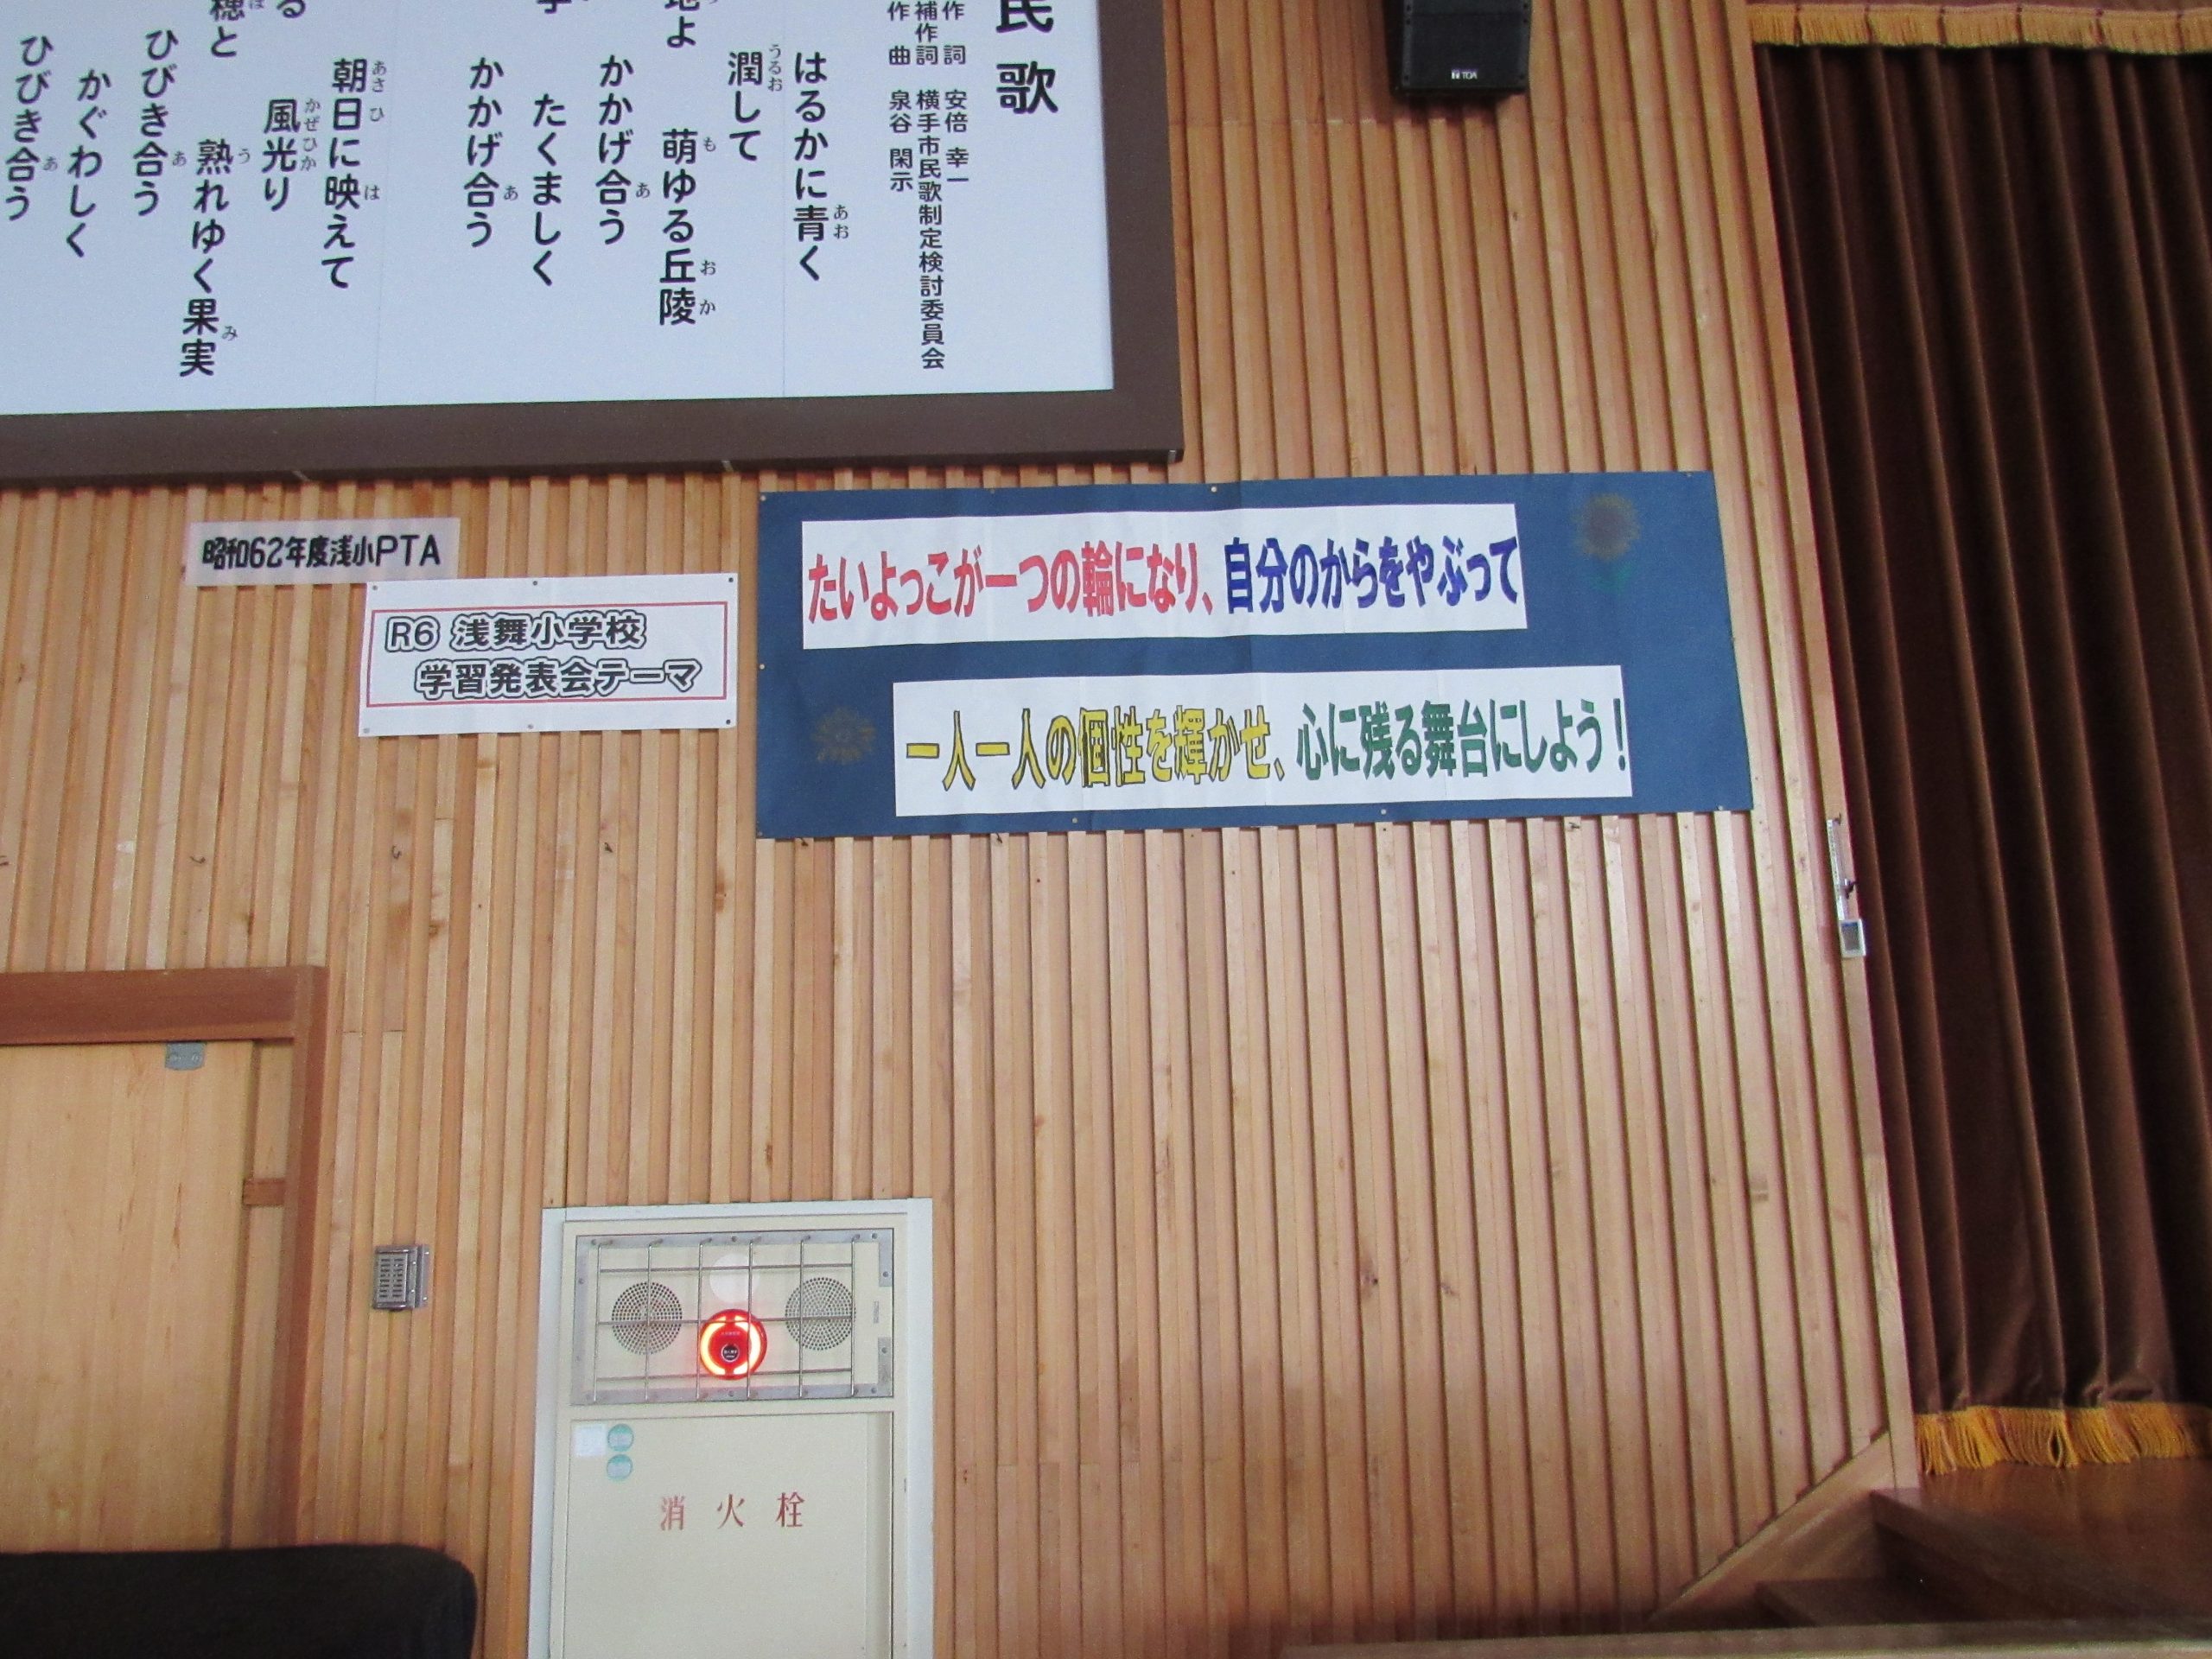 民歌
作詞 安倍 幸一
補作詞 横手市民歌制定検討委員会
作曲 泉谷 閑示
はるかに青く
潤して
地よ 萌ゆる丘陵
かかげ合う
たくましく
かかげ合う
朝日に映えて
る 風光り
穂と 熟れゆく果実
ひびき合う
かぐわしく
ひびき合う
TOA
昭和62年度浅小PTA
R6 浅舞小学校
学習発表会テーマ
たいよっこが一つの輪になり、自分のからをやぶって
一人一人の個性を輝かせ、心に残る舞台にしよう!
消火栓